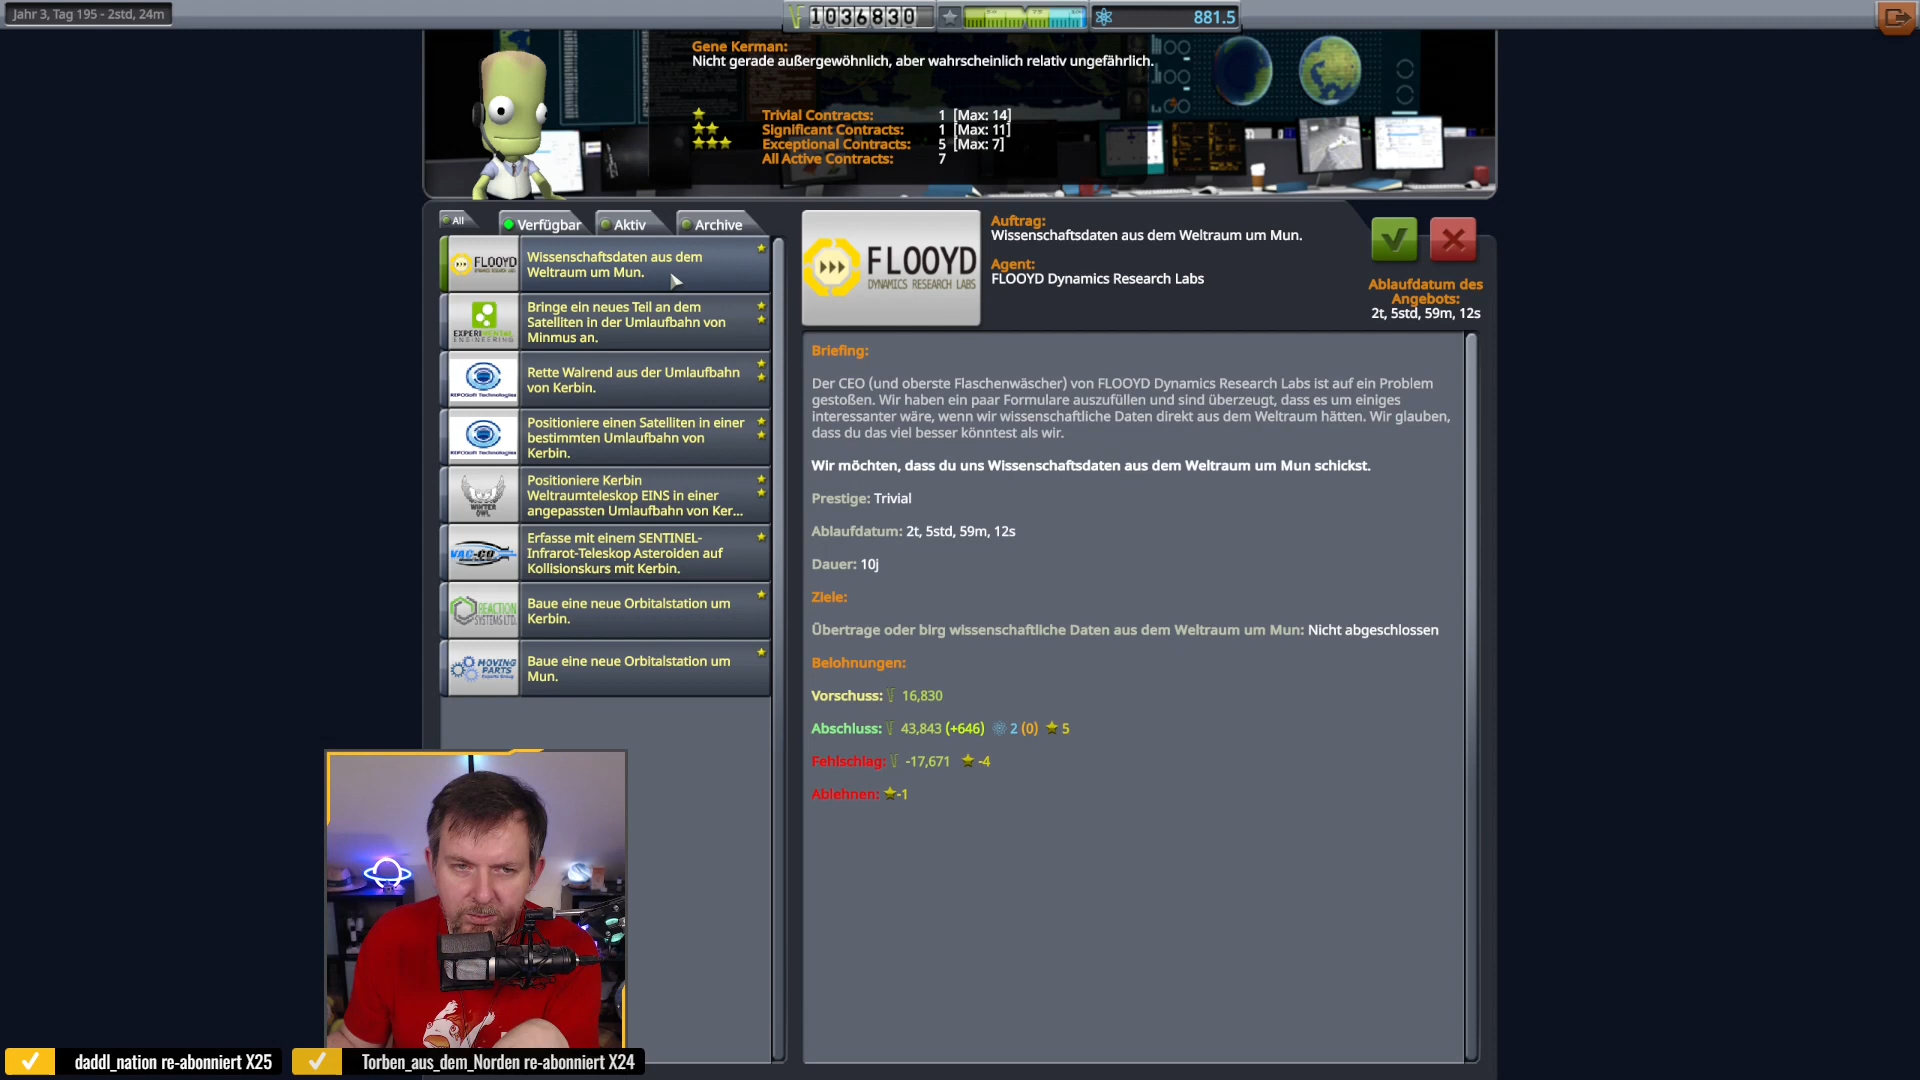 Jahr 3, Tag 195 - 2std, 24m
1036830
881.5
Gene Kerman:
Nicht gerade außergewöhnlich, aber wahrscheinlich relativ ungefährlich.
Trivial Contracts: 1 [Max: 14]
Significant Contracts: 1 [Max: 11]
Exceptional Contracts: 5 [Max: 7]
All Active Contracts: 7
All
Verfügbar
Aktiv
Archive
FLOOYD
Wissenschaftsdaten aus dem
Weltraum um Mun.
EXPERIMENTAL
ENGINEERING
Bringe ein neues Teil an dem
Satelliten in der Umlaufbahn von
Minmus an.
Rette Walrend aus der Umlaufbahn
von Kerbin.
Positioniere einen Satelliten in einer
bestimmten Umlaufbahn von
Kerbin.
WINTER
OWL
Positioniere Kerbin
Weltraumteleskop EINS in einer
angepassten Umlaufbahn von Ker...
VAC-CO
Erfasse mit einem SENTINEL-
Infrarot-Teleskop Asteroiden auf
Kollisionskurs mit Kerbin.
REACTION
SYSTEMS LTD.
Baue eine neue Orbitalstation um
Kerbin.
MOVING
PARTS
Baue eine neue Orbitalstation um
Mun.
FLOOYD
DYNAMICS RESEARCH LABS
Auftrag:
Wissenschaftsdaten aus dem Weltraum um Mun.
Agent:
FLOOYD Dynamics Research Labs
Ablaufdatum des
Angebots:
2t, 5std, 59m, 12s
Briefing:
Der CEO (und oberste Flaschenwäscher) von FLOOYD Dynamics Research Labs ist auf ein Problem
gestoßen. Wir haben ein paar Formulare auszufüllen und sind überzeugt, dass es um einiges
interessanter wäre, wenn wir wissenschaftliche Daten direkt aus dem Weltraum hätten. Wir glauben,
dass du das viel besser könntest als wir.
Wir möchten, dass du uns Wissenschaftsdaten aus dem Weltraum um Mun schickst.
Prestige: Trivial
Ablaufdatum: 2t, 5std, 59m, 12s
Dauer: 10j
Ziele:
Übertrage oder birg wissenschaftliche Daten aus dem Weltraum um Mun: Nicht abgeschlossen
Belohnungen:
Vorschuss: 16,830
Abschluss: 43,843 (+646) 2 (0) 5
Fehlschlag: -17,671 -4
Ablehnen: -1
daddl_nation re-abonniert X25
Torben_aus_dem_Norden re-abonniert X24